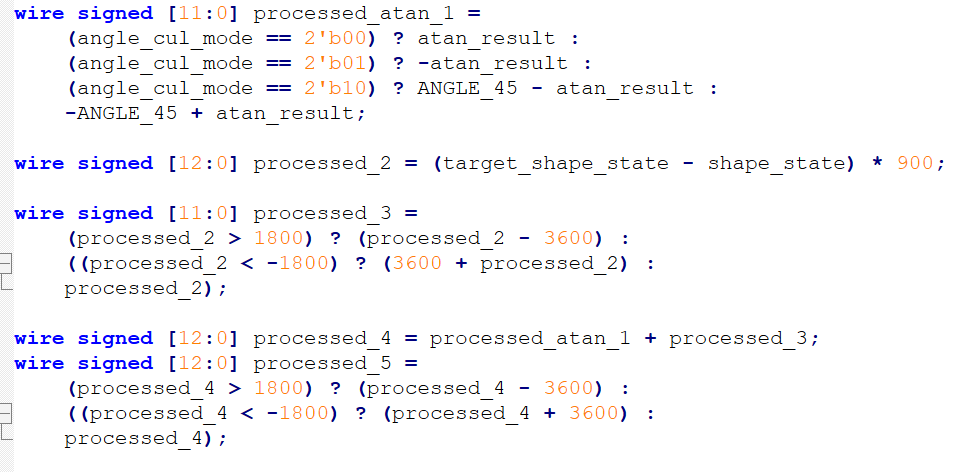 wire signed [11:0] processed_atan_1 =
(angle_cul_mode == 2'b00) ? atan_result :
(angle_cul_mode == 2'b01) ? -atan_result :
(angle_cul_mode == 2'b10) ? ANGLE_45 - atan_result :
-ANGLE_45 + atan_result;
wire signed [12:0] processed_2 = (target_shape_state - shape_state) * 900;
wire signed [11:0] processed_3 =
(processed_2 > 1800) ? (processed_2 - 3600) :
((processed_2 < -1800) ? (3600 + processed_2) :
processed_2);
wire signed [12:0] processed_4 = processed_atan_1 + processed_3;
wire signed [12:0] processed_5 =
(processed_4 > 1800) ? (processed_4 - 3600) :
((processed_4 < -1800) ? (processed_4 + 3600) :
processed_4);